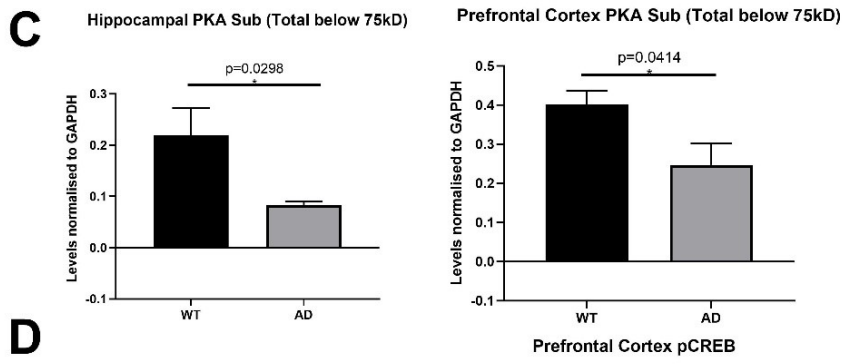 C
Hippocampal PKA Sub (Total below 75kD)
p=0.0298
*
Levels normalised to GAPDH
0.3
0.2
0.1
0.0
-0.1
WT AD
Prefrontal Cortex PKA Sub (Total below 75kD)
p=0.0414
*
Levels normalised to GAPDH
0.5
0.4
0.3
0.2
0.1
0.0
-0.1
WT AD
D
Prefrontal Cortex pCREB